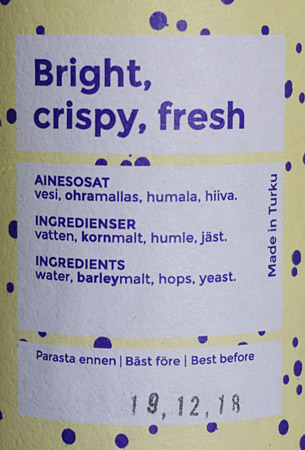 Bright,
crispy, fresh
AINESOSAT
vesi, ohramallas, humala, hiiva.
INGREDIENSER
vatten, kornmalt, humle, jäst.
INGREDIENTS
water, barleymalt, hops, yeast.
Made in Turku
Parasta ennen | Bäst före | Best before
19.12.18